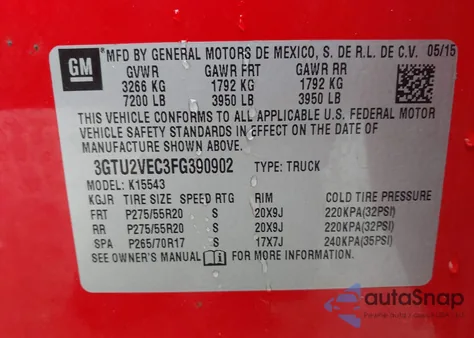 GM
MFD BY GENERAL MOTORS DE MEXICO, S. DE R.L. DE C.V. 05/15
GVWR GAWR FRT GAWR RR
3266 KG 1792 KG 1792 KG
7200 LB 3950 LB 3950 LB
THIS VEHICLE CONFORMS TO ALL APPLICABLE U.S. FEDERAL MOTOR
VEHICLE SAFETY STANDARDS IN EFFECT ON THE DATE OF
MANUFACTURE SHOWN ABOVE.
3GTU2VEC3FG390902 TYPE: TRUCK
MODEL: K15543
KGJR TIRE SIZE SPEED RTG RIM COLD TIRE PRESSURE
FRT P275/55R20 S 20X9J 220KPA(32PSI)
RR P275/55R20 S 20X9J 220KPA(32PSI)
SPA P265/70R17 S 17X7J 240KPA(35PSI)
SEE OWNER'S MANUAL FOR MORE INFORMATION.
autoSnap